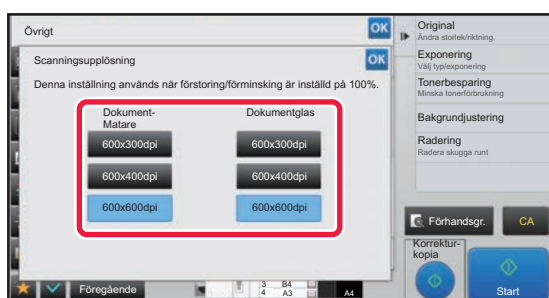 Övrigt
OK
Scanningsupplösning
OK
Denna inställning används när förstoring/förminsking är inställd på 100%.
Dokument-
Matare
Dokumentglas
600x300dpi
600x300dpi
600x400dpi
600x400dpi
600x600dpi
600x600dpi
Original
Ändra storlek/riktning.
Exponering
Välj typ/exponering
Tonerbesparing
Minska tonerförbrukning
Bakgrundjustering
Radering
Radera skugga runt
Förhandsgr.
CA
Korrektur-
kopia
Start
Föregående
3 B4
4 A3
A4